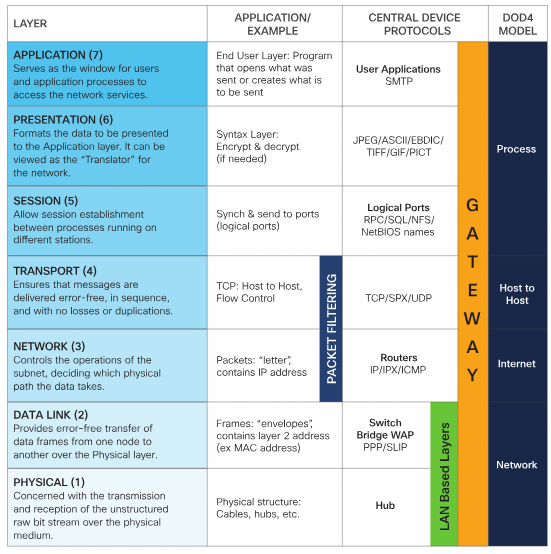 LAYER
APPLICATION/
EXAMPLE
CENTRAL DEVICE
PROTOCOLS
DOD4
MODEL
APPLICATION (7)
Serves as the window for users
and application processes to
access the network services.
End User Layer: Program
that opens what was
sent or creates what is
to be sent
User Applications
SMTP
PRESENTATION (6)
Formats the data to be presented
to the Application layer. It can be
viewed as the “Translator” for
the network.
Syntax Layer:
Encrypt & decrypt
(if needed)
JPEG/ASCII/EBDIC/
TIFF/GIF/PICT
Process
SESSION (5)
Allow session establishment
between processes running on
different stations.
Synch & send to ports
(logical ports)
Logical Ports
RPC/SQL/NFS/
NetBIOS names
GATEWAY
TRANSPORT (4)
Ensures that messages are
delivered error-free, in sequence,
and with no losses or duplications.
TCP: Host to Host,
Flow Control
PACKET FILTERING
TCP/SPX/UDP
Host to
Host
NETWORK (3)
Controls the operations of the
subnet, deciding which physical
path the data takes.
Packets: “letter”,
contains IP address
Routers
IP/IPX/ICMP
Internet
DATA LINK (2)
Provides error-free transfer of
data frames from one node to
another over the Physical layer.
Frames: “envelopes”,
contains layer 2 address
(ex MAC address)
Switch
Bridge WAP
PPP/SLIP
LAN Based Layers
Network
PHYSICAL (1)
Concerned with the transmission
and reception of the unstructured
raw bit stream over the physical
medium.
Physical structure:
Cables, hubs, etc.
Hub